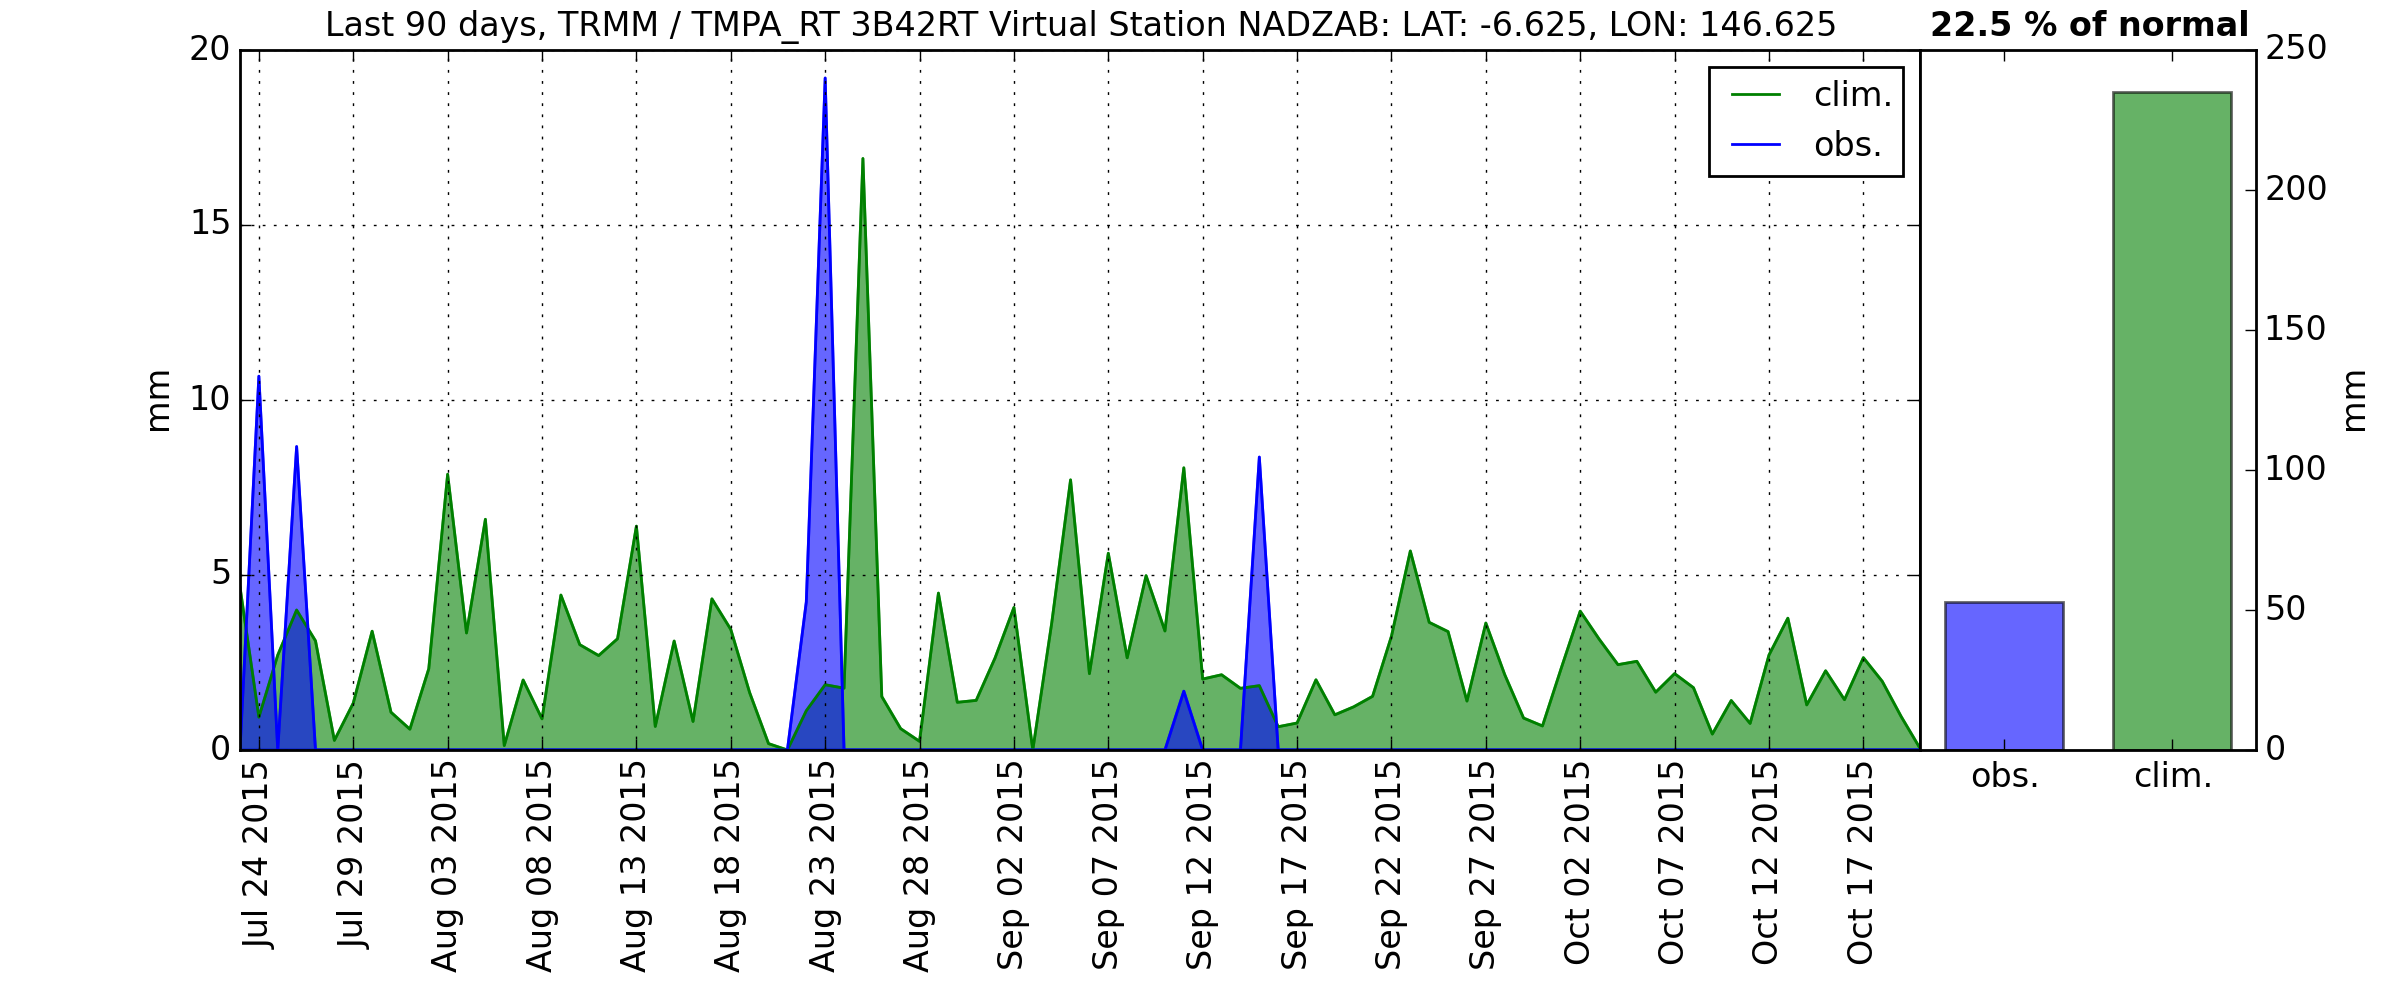 Last 90 days, TRMM / TMPA_RT 3B42RT Virtual Station NADZAB: LAT: -6.625, LON: 146.625
22.5 % of normal
clim.
obs.
mm
20
15
10
5
0
Jul 24 2015
Jul 29 2015
Aug 03 2015
Aug 08 2015
Aug 13 2015
Aug 18 2015
Aug 23 2015
Aug 28 2015
Sep 02 2015
Sep 07 2015
Sep 12 2015
Sep 17 2015
Sep 22 2015
Sep 27 2015
Oct 02 2015
Oct 07 2015
Oct 12 2015
Oct 17 2015
obs.
clim.
250
200
150
100
50
0
mm